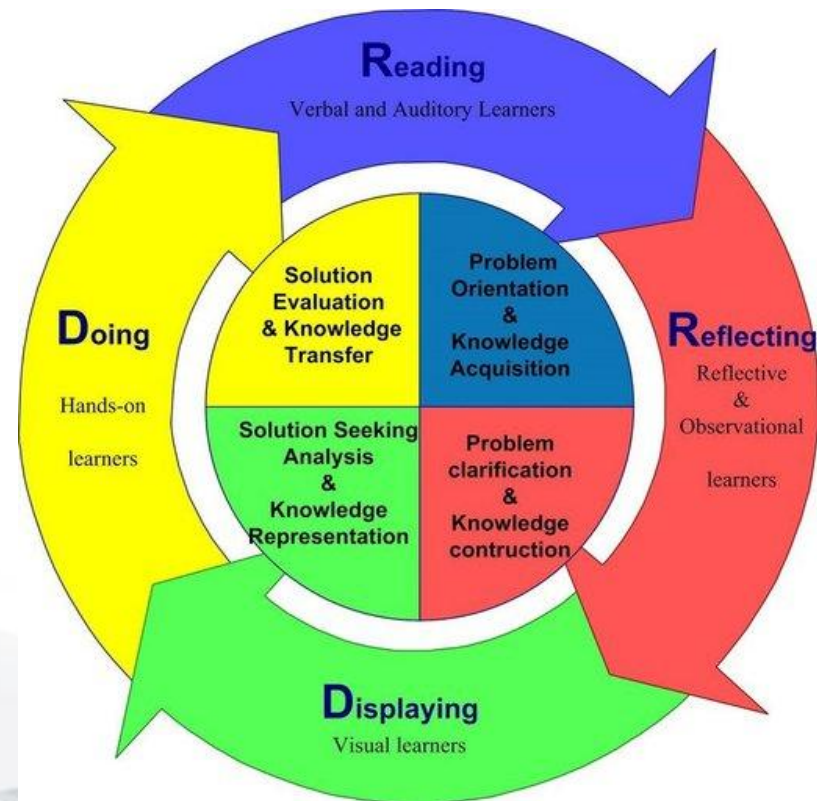 Reading
Verbal and Auditory Learners
Reflecting
Reflective
&
Observational
learners
Displaying
Visual learners
Doing
Hands-on
learners
Problem
Orientation
&
Knowledge
Acquisition
Problem
clarification
&
Knowledge
contruction
Solution Seeking
Analysis
&
Knowledge
Representation
Solution
Evaluation
& Knowledge
Transfer